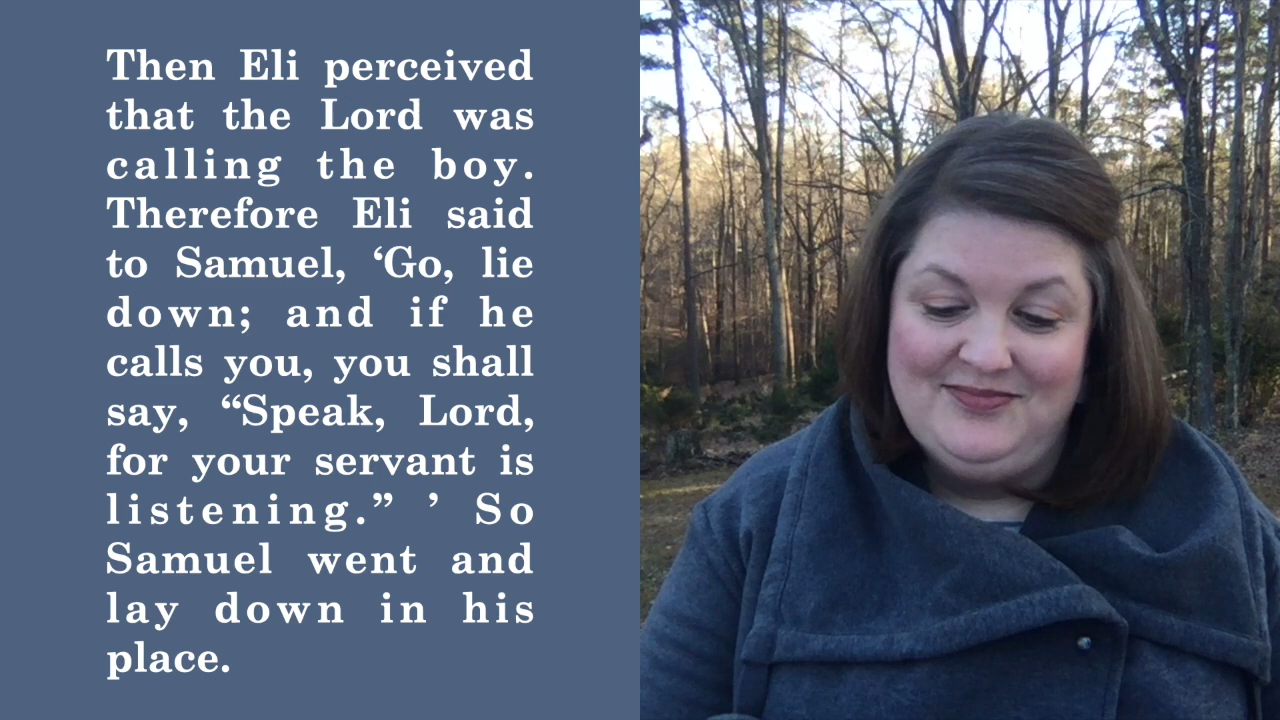 Then Eli perceived
that the Lord was
calling the boy.
Therefore Eli said
to Samuel, ‘Go, lie
down; and if he
calls you, you shall
say, “Speak, Lord,
for your servant is
listening.” ’ So
Samuel went and
lay down in his
place.